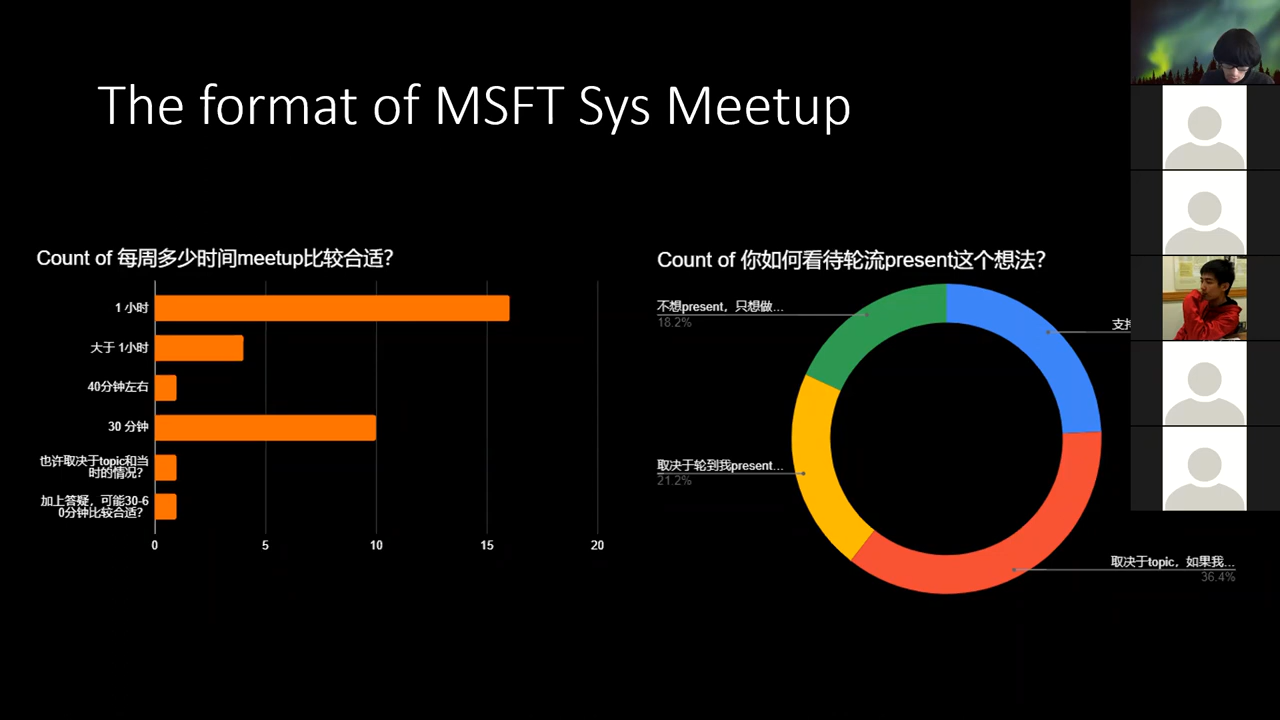 The format of MSFT Sys Meetup
Count of 每周多少时间meetup比较合适?
1 小时
大于 1小时
40分钟左右
30 分钟
也许取决于topic和当
时的情况?
加上答疑，可能30-6
0分钟比较合适?
0
5
10
15
20
Count of 你如何看待轮流present这个想法?
不想present，只想做...
18.2%
支持
取决于轮到我present...
21.2%
取决于topic，如果我...
36.4%